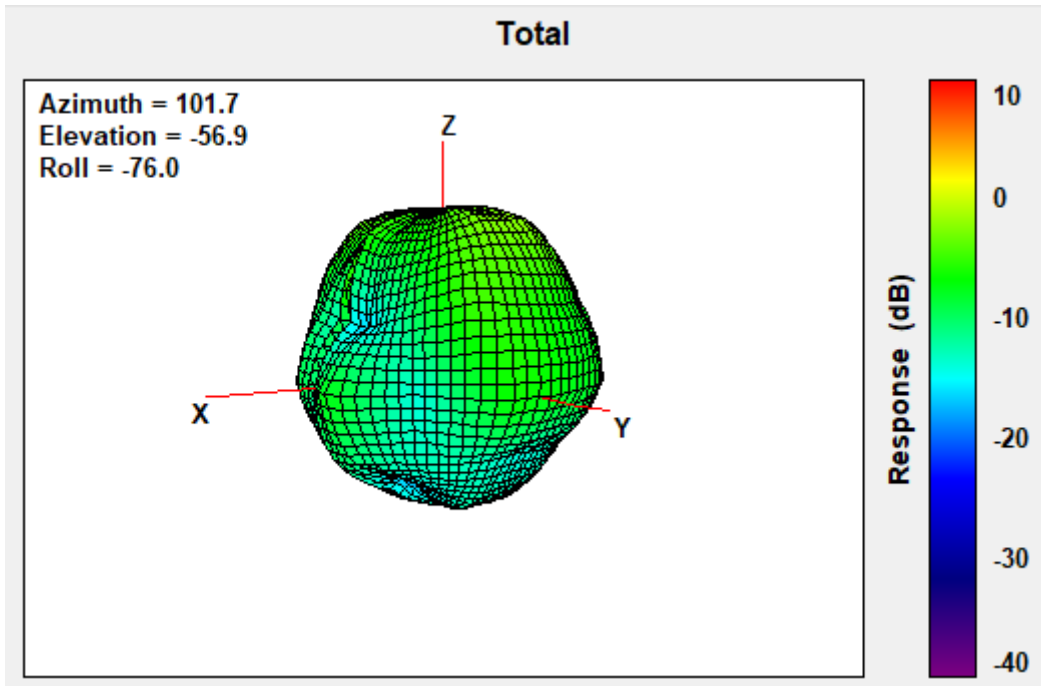 Total
Azimuth = 101.7
Elevation = -56.9
Roll = -76.0
Z
X
Y
10
0
-10
-20
-30
-40
Response (dB)